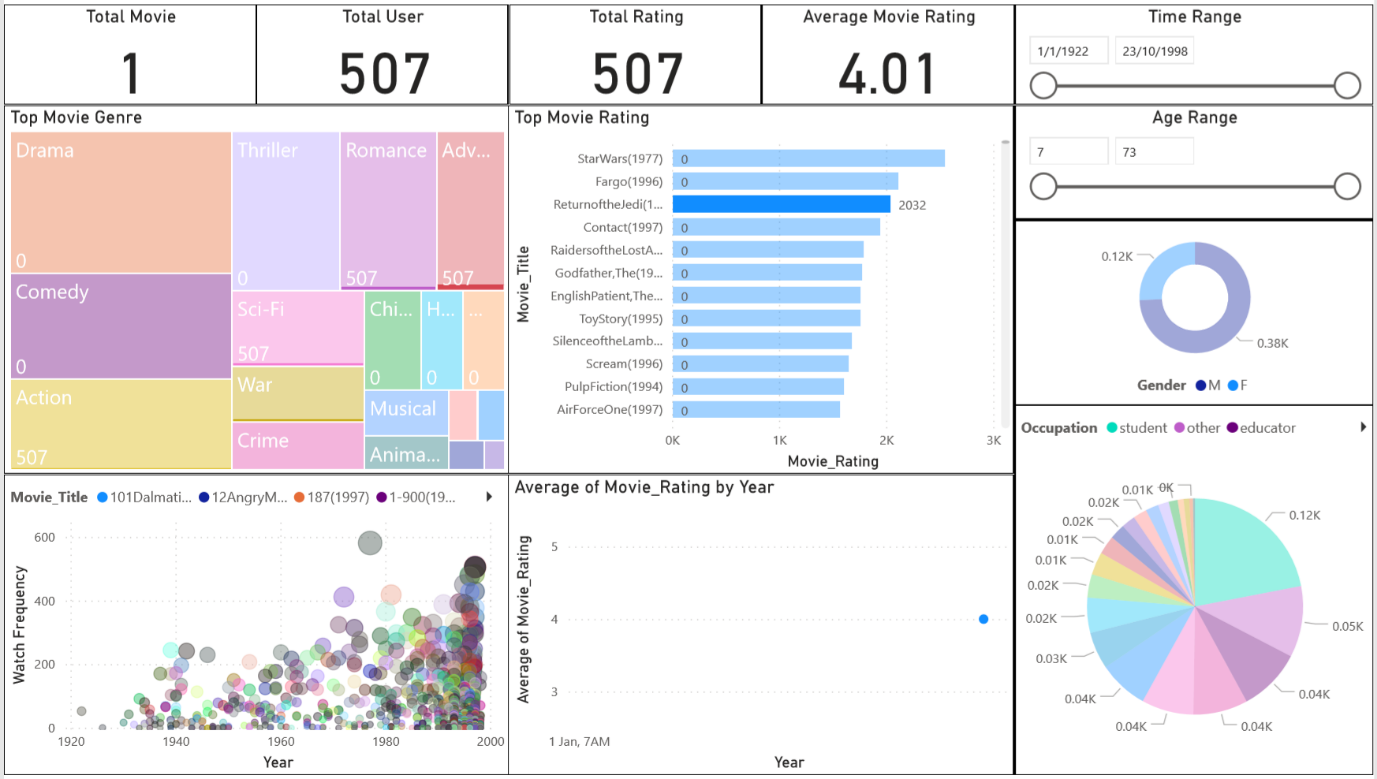 Total Movie
1
Total User
507
Total Rating
507
Average Movie Rating
4.01
Time Range
1/1/1922 23/10/1998
Top Movie Genre
Drama
0
Comedy
0
Action
507
Thriller
0
Romance
507
Adv...
507
Sci-Fi
507
War
Crime
Chi...
0
H...
0
...
0
Musical
Anima...
Top Movie Rating
Movie_Title
StarWars(1977) 0
Fargo(1996) 0
ReturnoftheJedi(1... 2032
Contact(1997) 0
RaidersoftheLostA... 0
Godfather,The(19... 0
EnglishPatient,The... 0
ToyStory(1995) 0
SilenceoftheLamb... 0
Scream(1996) 0
PulpFiction(1994) 0
AirForceOne(1997) 0
0K 1K 2K 3K
Movie_Rating
Age Range
7 73
0.12K
0.38K
Gender M F
Movie_Title 101Dalmati... 12AngryM... 187(1997) 1-900(19...
Watch Frequency
600
400
200
0
1920 1940 1960 1980 2000
Year
Average of Movie_Rating by Year
Average of Movie_Rating
5
4
3
1 Jan, 7AM
Year
Occupation student other educator
0.01K 0K
0.02K 0.12K
0.02K
0.01K
0.01K
0.02K
0.02K 0.05K
0.03K
0.04K 0.04K
0.04K 0.04K